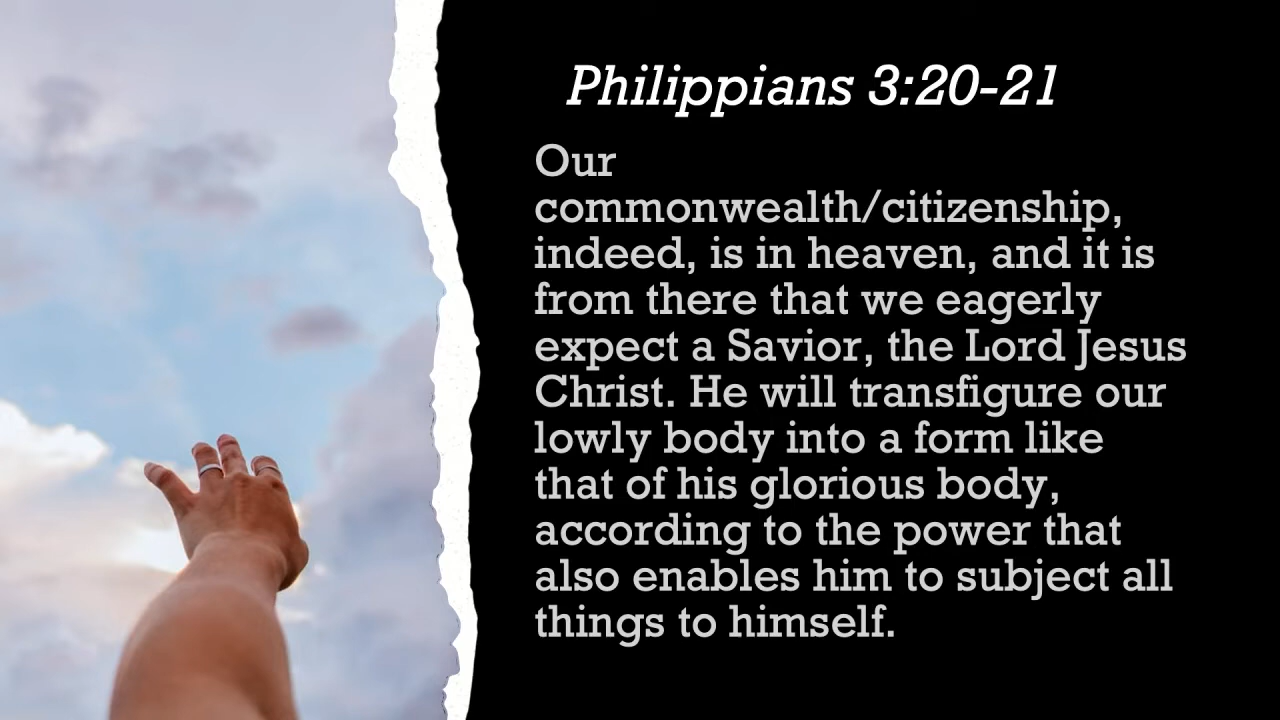 Philippians 3:20-21
Our
commonwealth/citizenship,
indeed, is in heaven, and it is
from there that we eagerly
expect a Savior, the Lord Jesus
Christ. He will transfigure our
lowly body into a form like
that of his glorious body,
according to the power that
also enables him to subject all
things to himself.